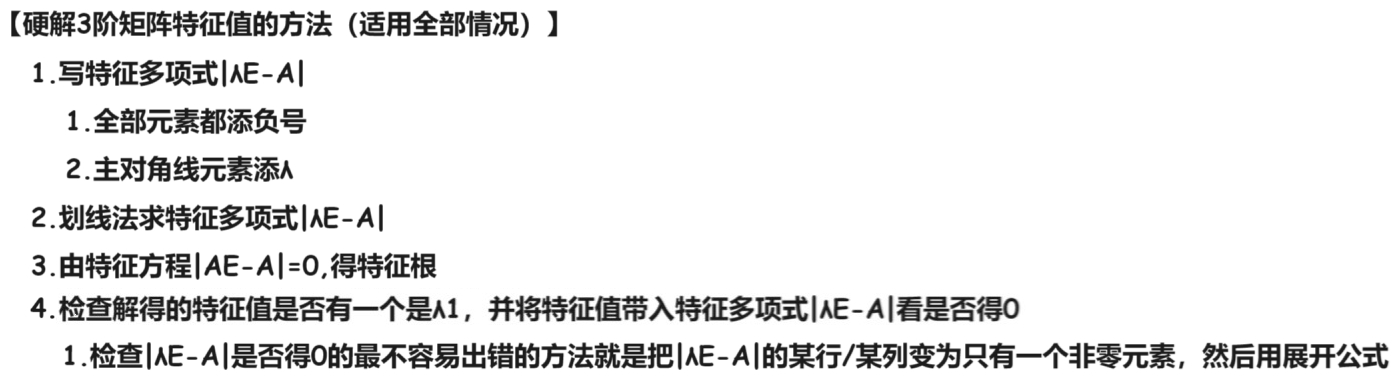 【硬解3阶矩阵特征值的方法（适用全部情况）】
1.写特征多项式|λE-A|
1.全部元素都添负号
2.主对角线元素添λ
2.划线法求特征多项式|λE-A|
3.由特征方程|AE-A|=0,得特征根
4.检查解得的特征值是否有一个是λ1，并将特征值带入特征多项式|λE-A|看是否得0
1.检查|λE-A|是否得0的最不容易出错的方法就是把|λE-A|的某行/某列变为只有一个非零元素，然后用展开公式